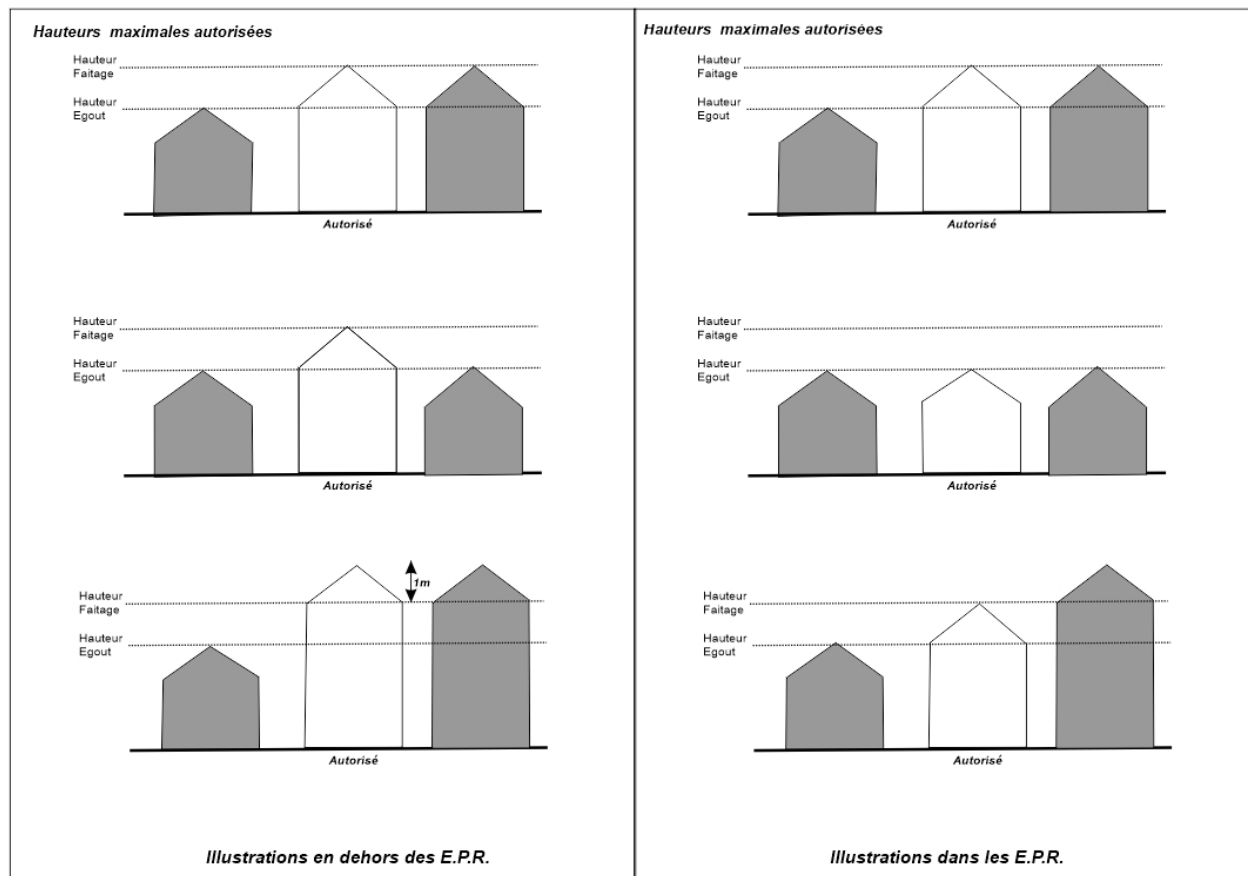 Hauteurs maximales autorisées
Hauteur
Faitage
Hauteur
Egout
Autorisé
Hauteur
Faitage
Hauteur
Egout
Autorisé
1m
Hauteur
Faitage
Hauteur
Egout
Autorisé
Illustrations en dehors des E.P.R.
Hauteurs maximales autorisées
Hauteur
Faitage
Hauteur
Egout
Autorisé
Hauteur
Faitage
Hauteur
Egout
Autorisé
Hauteur
Faitage
Hauteur
Egout
Autorisé
Illustrations dans les E.P.R.